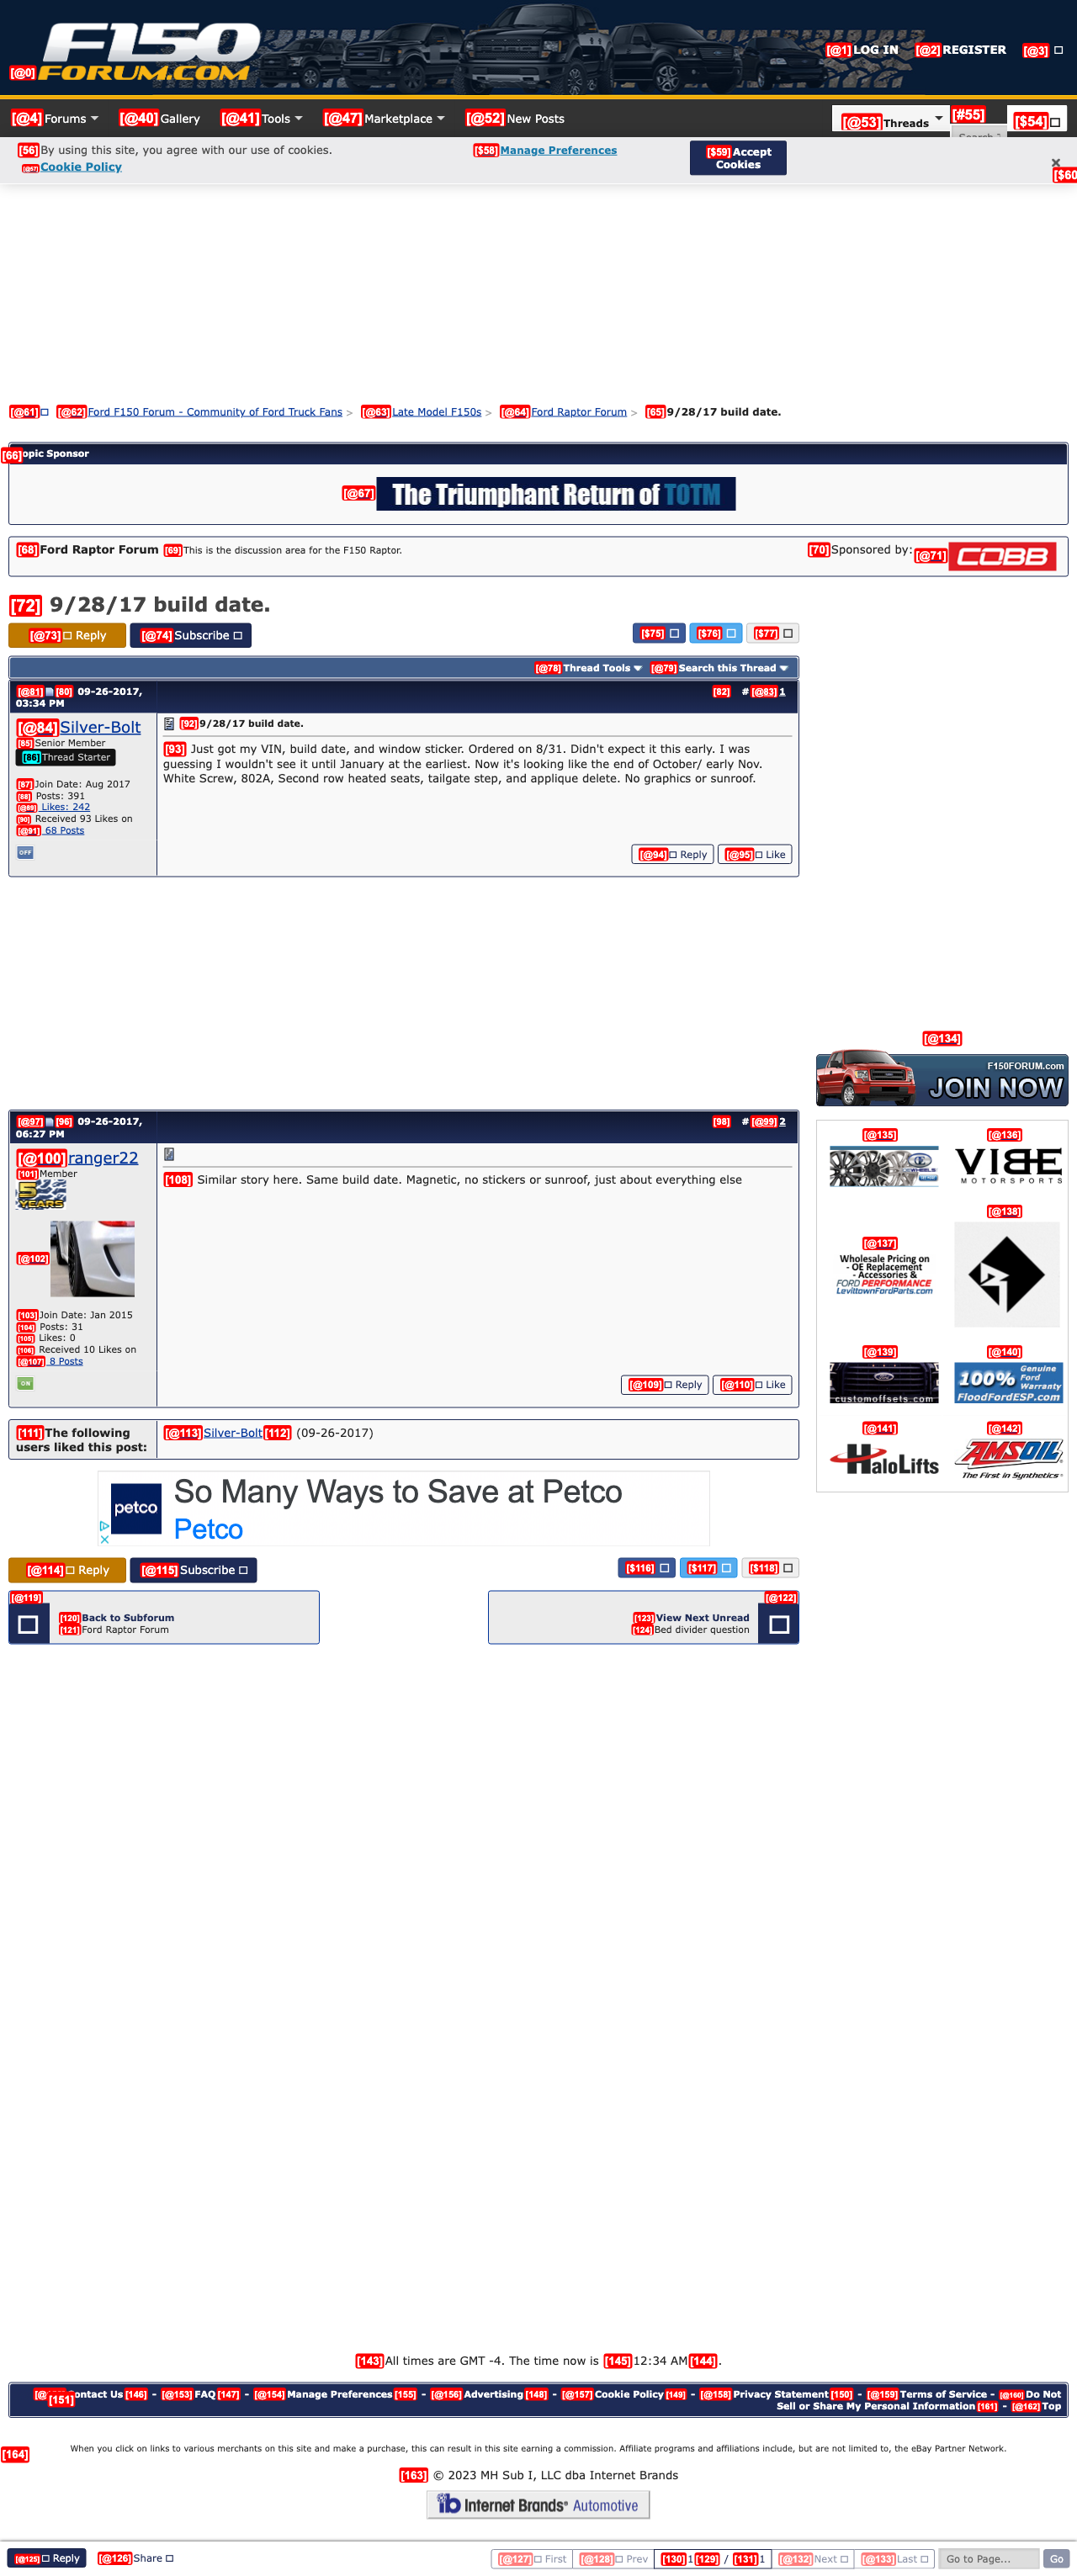 F150
FORUM.COM
[@0]
[@1] LOG IN [@2] REGISTER [@3]
[@4] Forums [@40] Gallery [@41] Tools [@47] Marketplace [@52] New Posts [@53] Threads [#55] [$54]
[56] By using this site, you agree with our use of cookies.
[@57] Cookie Policy
[$58] Manage Preferences
[$59] Accept Cookies
[$60
[@61] [@62] Ford F150 Forum - Community of Ford Truck Fans > [@63] Late Model F150s > [@64] Ford Raptor Forum > [65] 9/28/17 build date.
[66] opic Sponsor
[@67] The Triumphant Return of TOTM
[68] Ford Raptor Forum [69] This is the discussion area for the F150 Raptor. [70] Sponsored by: [@71] COBB
[72] 9/28/17 build date.
[@73] Reply [@74] Subscribe [$75] [$76] [$77]
[@78] Thread Tools [@79] Search this Thread
[@81] [80] 09-26-2017, 03:34 PM [82] # [@83] 1
[@84] Silver-Bolt
[85] Senior Member
[86] Thread Starter
[87] Join Date: Aug 2017
[88] Posts: 391
[@89] Likes: 242
[90] Received 93 Likes on
[@91] 68 Posts
OFF
[92] 9/28/17 build date.
[93] Just got my VIN, build date, and window sticker. Ordered on 8/31. Didn't expect it this early. I was
guessing I wouldn't see it until January at the earliest. Now it's looking like the end of October/ early Nov.
White Screw, 802A, Second row heated seats, tailgate step, and applique delete. No graphics or sunroof.
[@94] Reply [@95] Like
[@97] [96] 09-26-2017, 06:27 PM [98] # [@99] 2
[@100] ranger22
[101] Member
5 YEARS
[@102]
[103] Join Date: Jan 2015
[104] Posts: 31
[105] Likes: 0
[106] Received 10 Likes on
[@107] 8 Posts
ON
[108] Similar story here. Same build date. Magnetic, no stickers or sunroof, just about everything else
[@109] Reply [@110] Like
[111] The following
users liked this post:
[@113] Silver-Bolt [112] (09-26-2017)
petco
So Many Ways to Save at Petco
Petco
[@114] Reply [@115] Subscribe [$116] [$117] [$118]
[@119]
[120] Back to Subforum
[121] Ford Raptor Forum
[@122]
[123] View Next Unread
[124] Bed divider question
[@134]
F150FORUM.com
JOIN NOW
[@135] [@136]
WHEELS
VIBE
MOTORSPORTS
[@137] [@138]
Wholesale Pricing on
- OE Replacement
- Accessories &
FORD PERFORMANCE
LevittownFordParts.com
[@139] [@140]
customoffsets.com
100% Genuine Ford Warranty
FloodFordESP.com
[@141] [@142]
HaloLifts
AMSOIL
The First in Synthetics
[143] All times are GMT -4. The time now is [145] 12:34 AM [144].
[151] ontact Us [146] - [@153] FAQ [147] - [@154] Manage Preferences [155] - [@156] Advertising [148] - [@157] Cookie Policy [149] - [@158] Privacy Statement [150] - [@159] Terms of Service - [@160] Do Not
Sell or Share My Personal Information [161] - [@162] Top
[164] When you click on links to various merchants on this site and make a purchase, this can result in this site earning a commission. Affiliate programs and affiliations include, but are not limited to, the eBay Partner Network.
[163] © 2023 MH Sub I, LLC dba Internet Brands
ib Internet Brands® Automotive
[@125] Reply [@126] Share [@127] First [@128] Prev [130] 1 [129] / [131] 1 [@132] Next [@133] Last Go to Page... Go